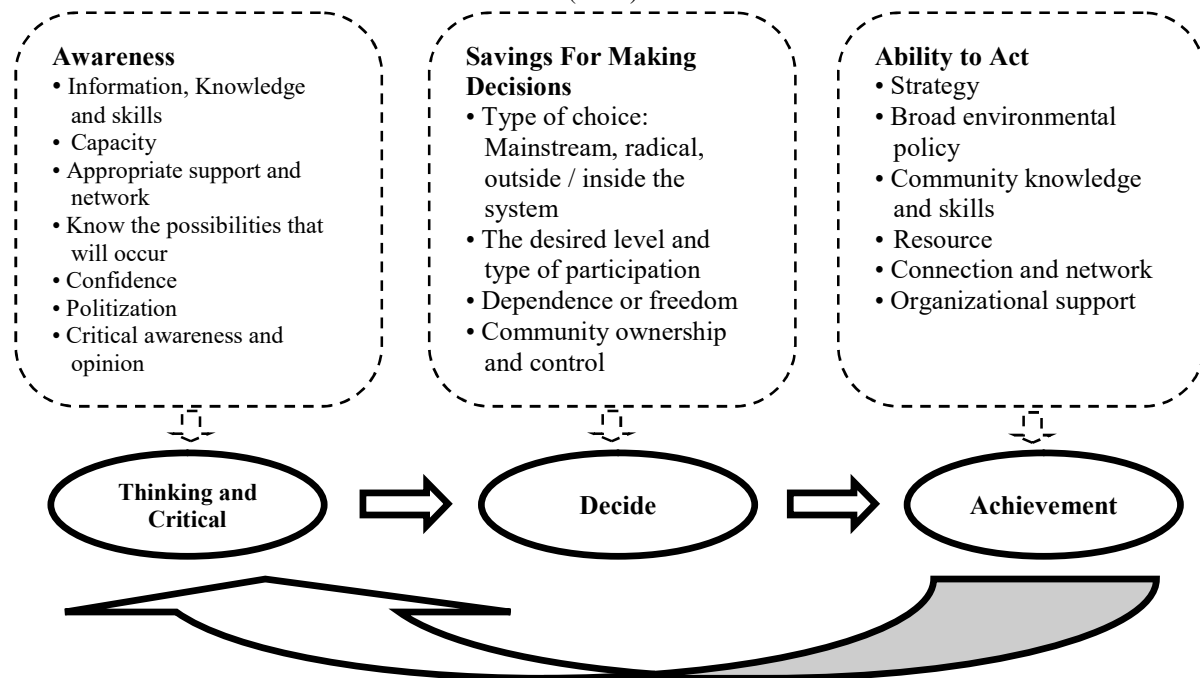 Awareness
• Information, Knowledge
and skills
• Capacity
• Appropriate support and
network
• Know the possibilities that
will occur
• Confidence
• Politization
• Critical awareness and
opinion
Savings For Making
Decisions
• Type of choice:
Mainstream, radical,
outside / inside the
system
• The desired level and
type of participation
• Dependence or freedom
• Community ownership
and control
Ability to Act
• Strategy
• Broad environmental
policy
• Community knowledge
and skills
• Resource
• Connection and network
• Organizational support
Thinking and
Critical
Decide
Achievement